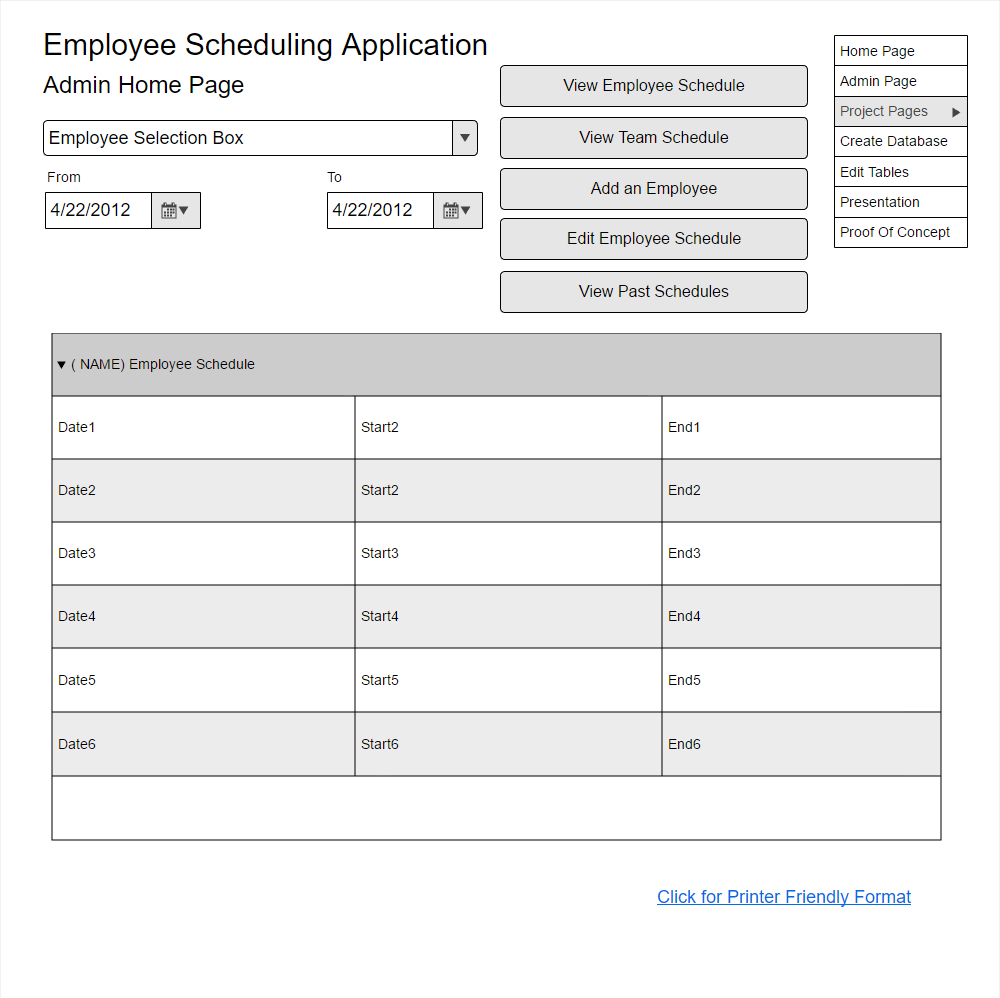 Employee Scheduling Application
Admin Home Page
Employee Selection Box
From
To
4/22/2012
4/22/2012
View Employee Schedule
View Team Schedule
Add an Employee
Edit Employee Schedule
View Past Schedules
Home Page
Admin Page
Project Pages
Create Database
Edit Tables
Presentation
Proof Of Concept
( NAME) Employee Schedule
Date1 Start2 End1
Date2 Start2 End2
Date3 Start3 End3
Date4 Start4 End4
Date5 Start5 End5
Date6 Start6 End6
Click for Printer Friendly Format